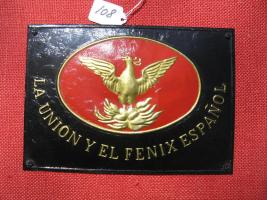 108
LA UNION Y EL FENIX ESPAÑOL